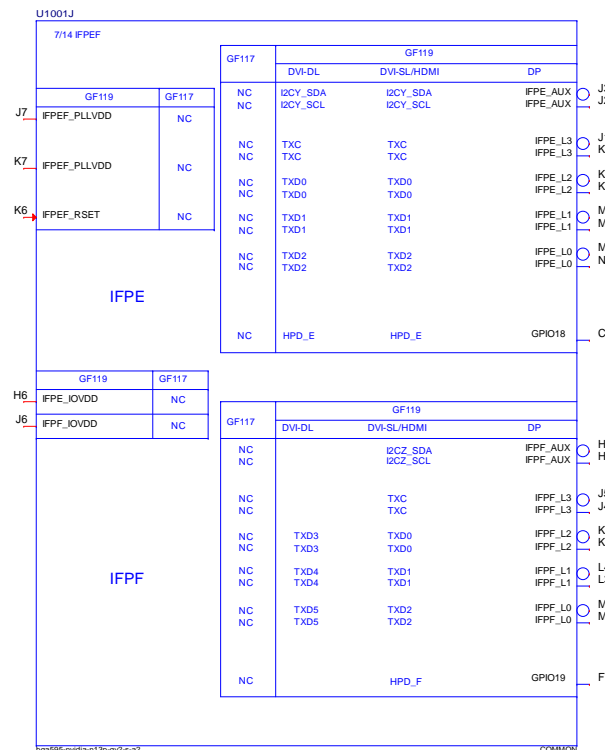 U1001J
7/14 IFPEF
GF117 GF119
DVI-DL DVI-SL/HDMI DP
NC I2CY_SDA I2CY_SDA IFPE_AUX
NC I2CY_SCL I2CY_SCL IFPE_AUX
NC TXC TXC IFPE_L3
NC TXC TXC IFPE_L3 K
NC TXD0 TXD0 IFPE_L2 K
NC TXD0 TXD0 IFPE_L2 K
NC TXD1 TXD1 IFPE_L1 M
NC TXD1 TXD1 IFPE_L1 M
NC TXD2 TXD2 IFPE_L0 M
NC TXD2 TXD2 IFPE_L0 N
NC HPD_E HPD_E GPIO18 C
GF119 GF117
J7 IFPEF_PLLVDD NC
K7 IFPEF_PLLVDD NC
K6 IFPEF_RSET NC
IFPE
GF119 GF117
H6 IFPE_IOVDD NC
J6 IFPF_IOVDD NC
GF117 GF119
DVI-DL DVI-SL/HDMI DP
NC I2CZ_SDA IFPF_AUX H
NC I2CZ_SCL IFPF_AUX H
NC TXC IFPF_L3 J5
NC TXC IFPF_L3 J4
NC TXD3 TXD0 IFPF_L2 K
NC TXD3 TXD0 IFPF_L2 K
NC TXD4 TXD1 IFPF_L1 L4
NC TXD4 TXD1 IFPF_L1
NC TXD5 TXD2 IFPF_L0 M
NC TXD5 TXD2 IFPF_L0 M
NC HPD_F GPIO19 F
IFPF
COMMON